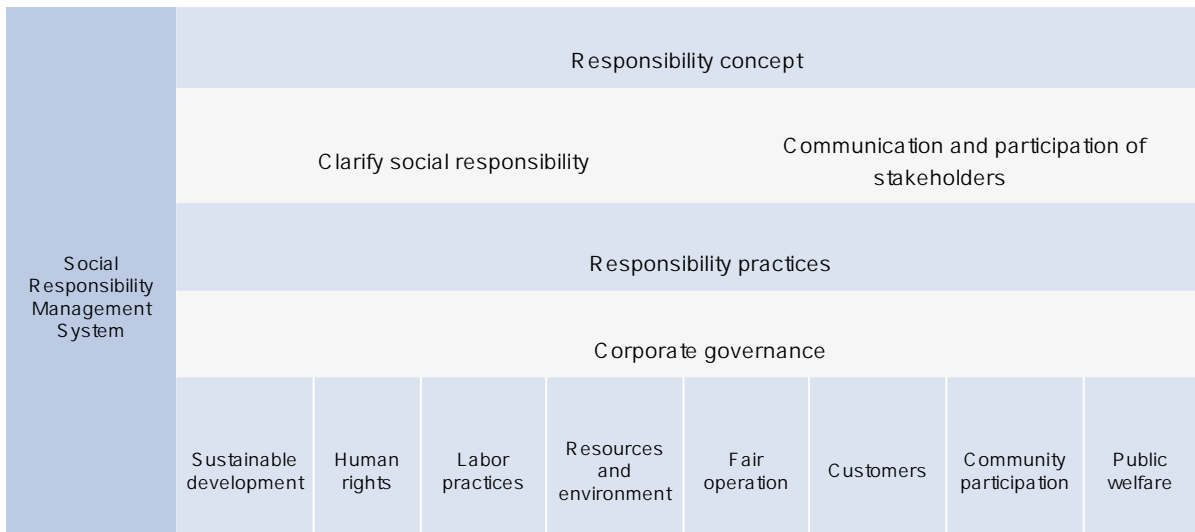 Responsibility concept
Clarify social responsibility
Communication and participation of
stakeholders
Social
Responsibility
Management
System
Responsibility practices
Corporate governance
Sustainable
development
Human
rights
Labor
practices
Resources
and
environment
Fair
operation
Customers
Community
participation
Public
welfare